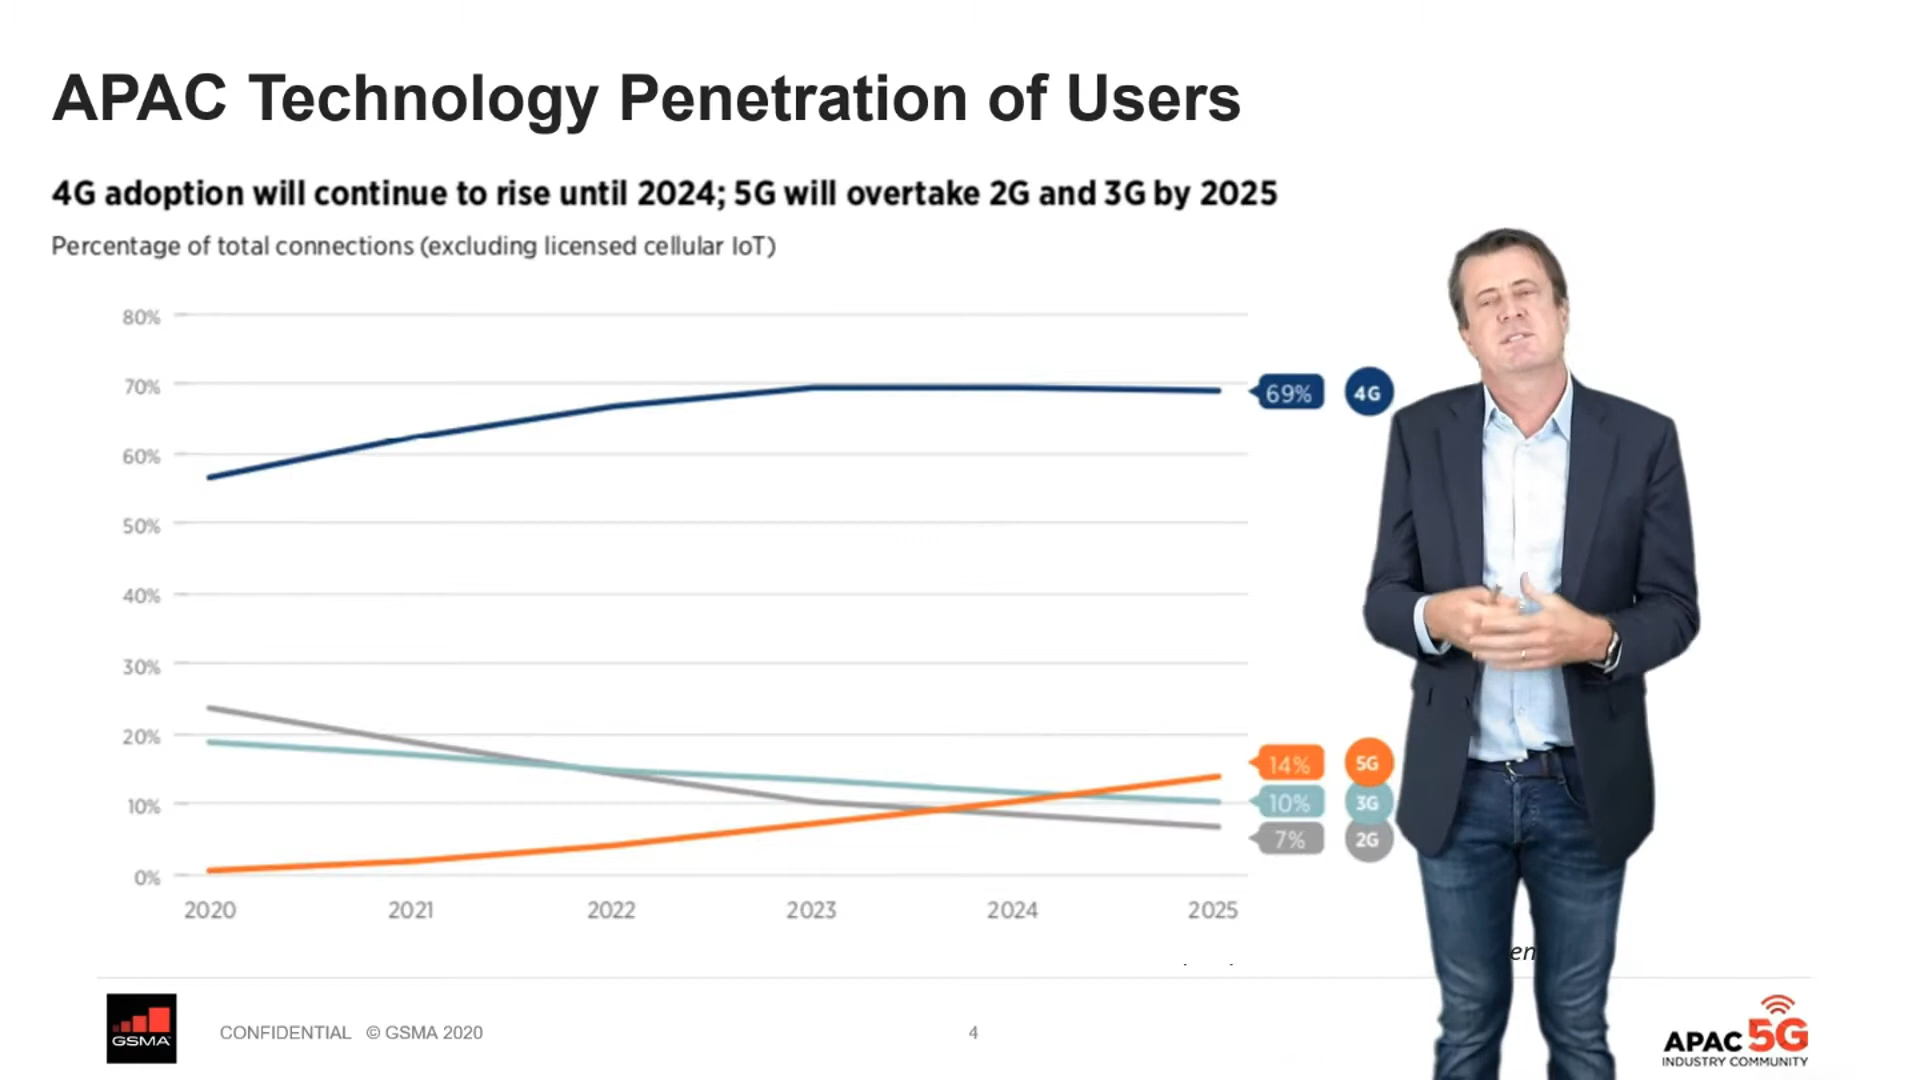 APAC Technology Penetration of Users
4G adoption will continue to rise until 2024; 5G will overtake 2G and 3G by 2025
Percentage of total connections (excluding licensed cellular IoT)
80%
70%
69% 4G
60%
50%
40%
30%
20%
14% 5G
10%
10% 3G
7% 2G
0%
2020 2021 2022 2023 2024 2025
GSMA
CONFIDENTIAL © GSMA 2020
4
APAC 5G
INDUSTRY COMMUNITY